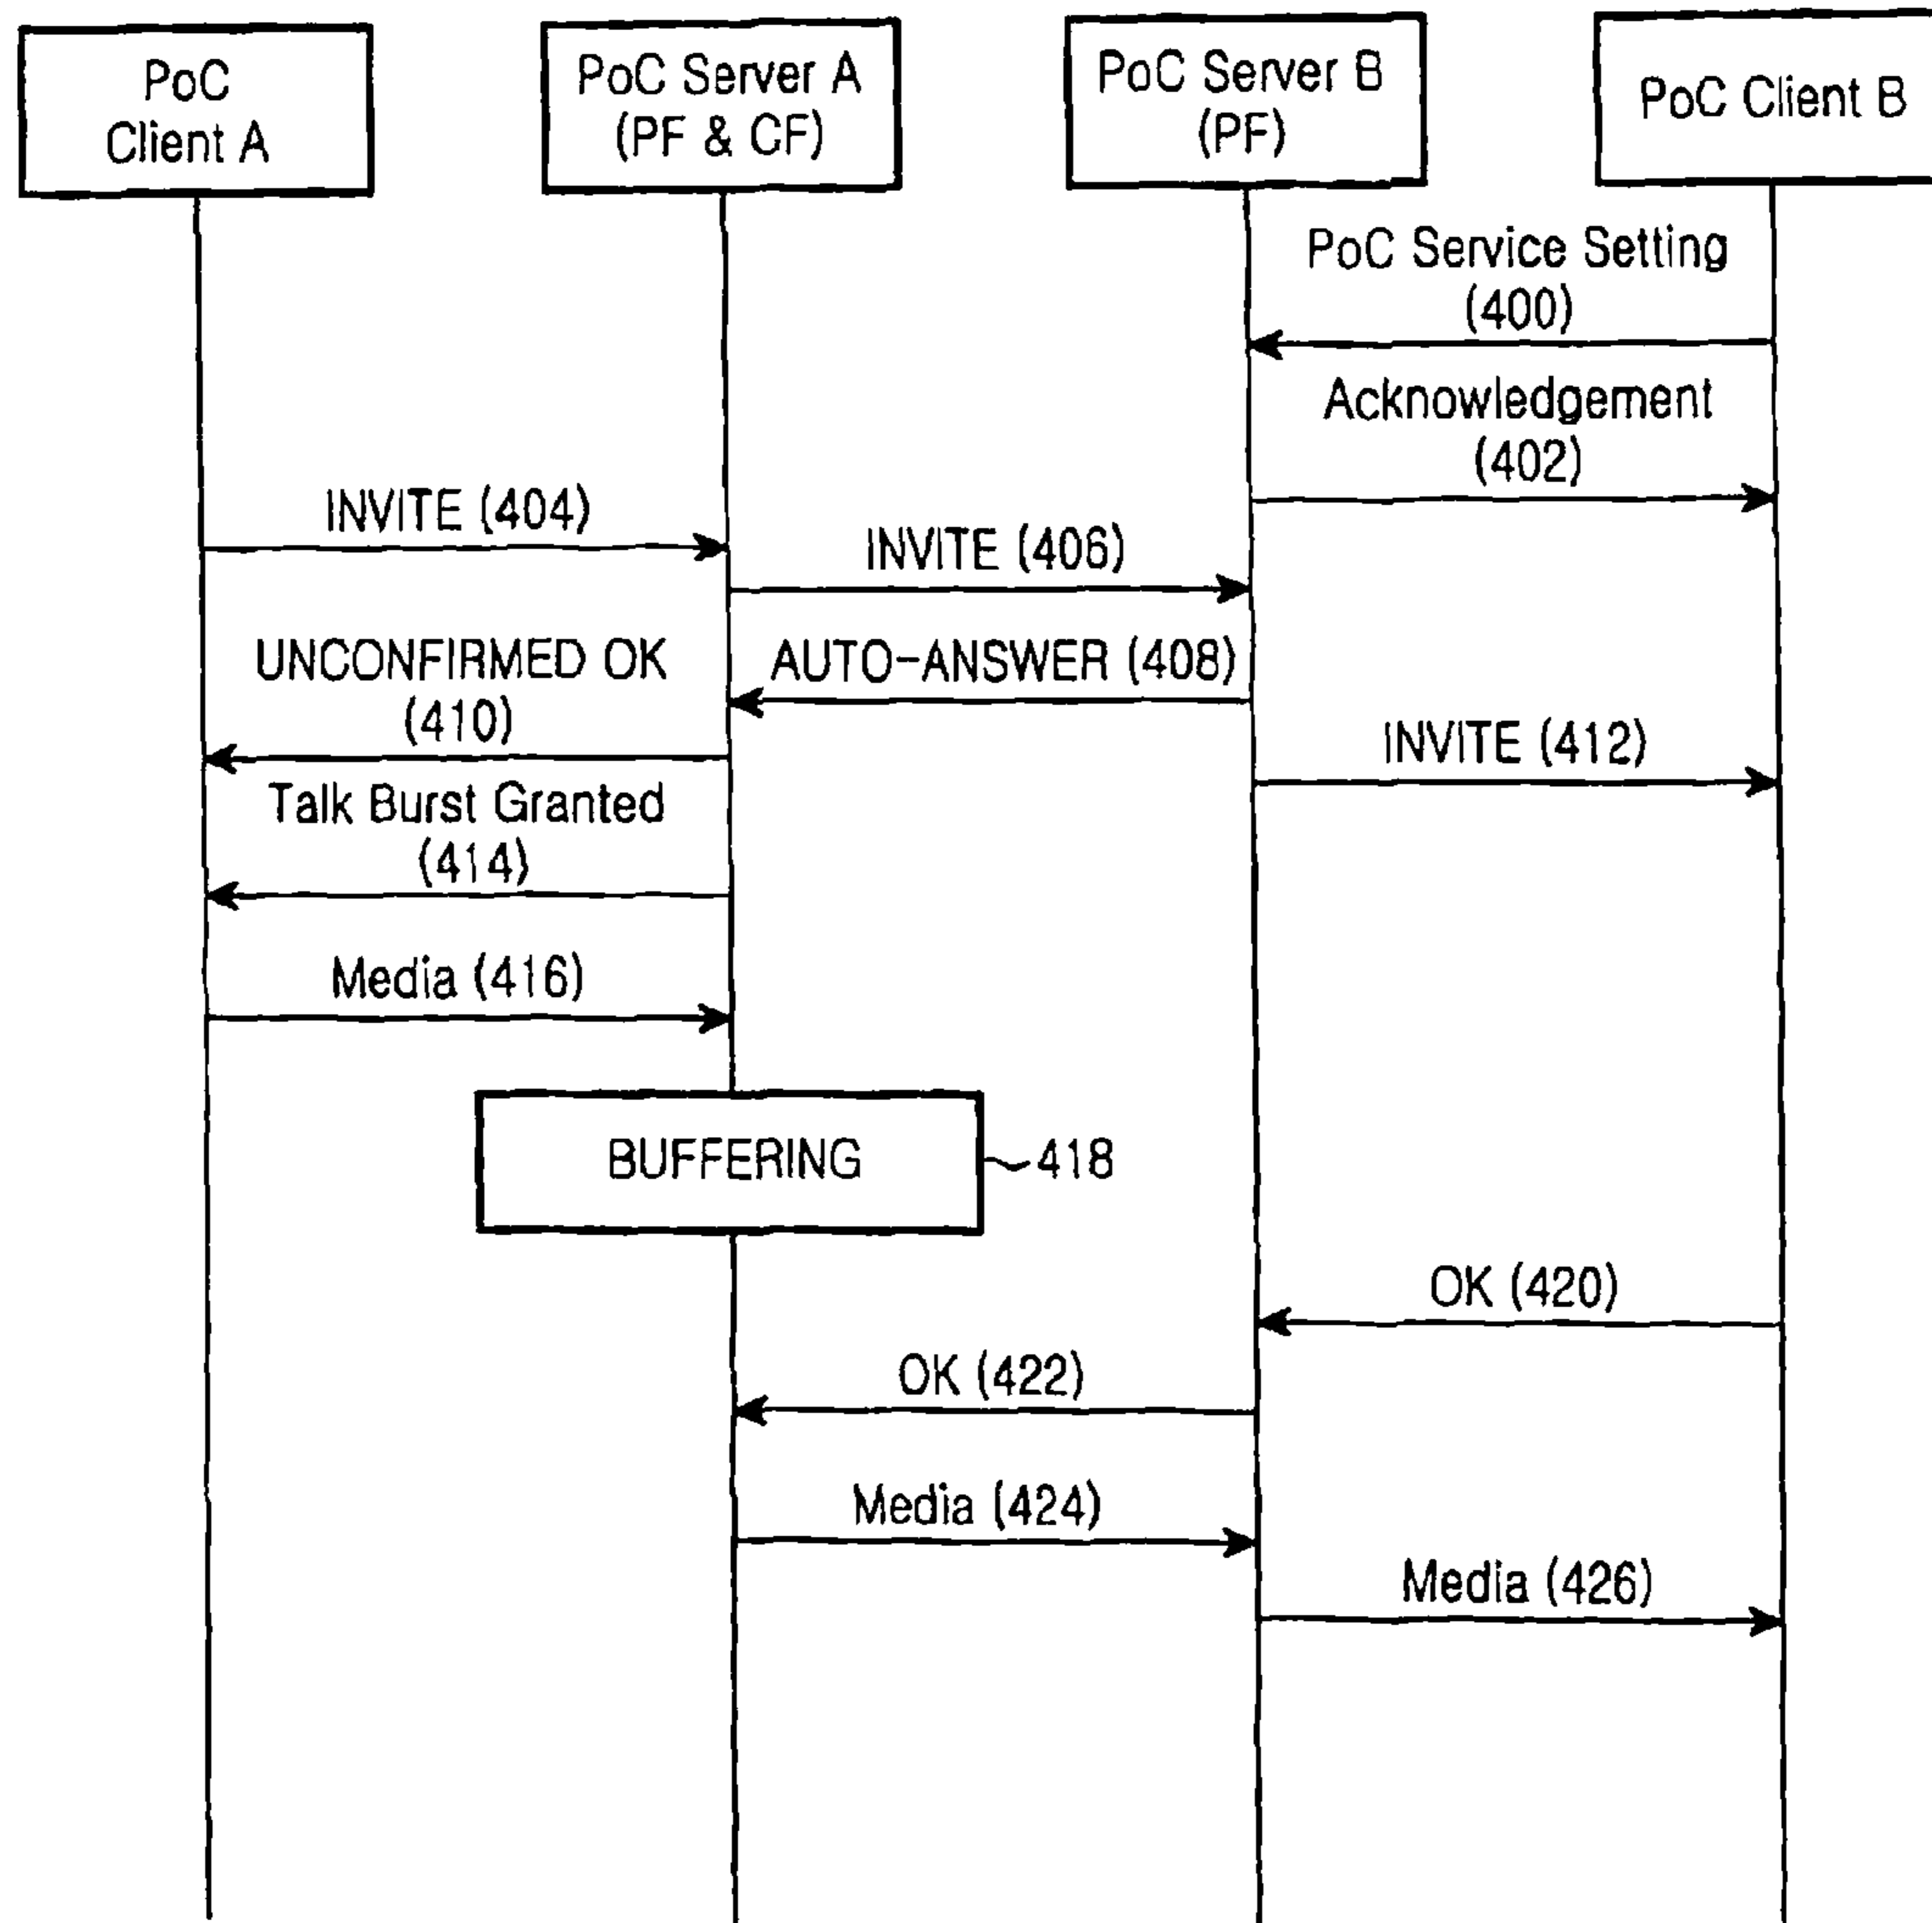 PoC
Client A
PoC Server A
(PF & CF)
PoC Server B
(PF)
PoC Client B
PoC Service Setting
(400)
Acknowledgement
(402)
INVITE (404)
INVITE (406)
UNCONFIRMED OK
(410)
AUTO-ANSWER (408)
INVITE (412)
Talk Burst Granted
(414)
Media (416)
BUFFERING
418
OK (420)
OK (422)
Media (424)
Media (426)